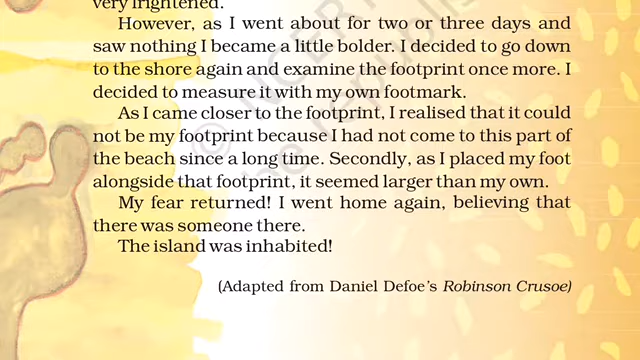 very frightened.
However, as I went about for two or three days and
saw nothing I became a little bolder. I decided to go down
to the shore again and examine the footprint once more. I
decided to measure it with my own footmark.
As I came closer to the footprint, I realised that it could
not be my footprint because I had not come to this part of
the beach since a long time. Secondly, as I placed my foot
alongside that footprint, it seemed larger than my own.
My fear returned! I went home again, believing that
there was someone there.
The island was inhabited!
(Adapted from Daniel Defoe's Robinson Crusoe)